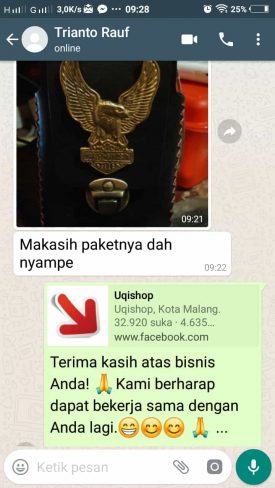 H..ıl G..ıl 3,0K/s ... 09:28 25%
Trianto Rauf
online
09:21
Makasih paketnya dah
nyampe
09:22
Uqishop
Uqishop, Kota Malang.
32.920 suka · 4.635...
www.facebook.com
Terima kasih atas bisnis
Anda! 🙏 Kami berharap
dapat bekerja sama dengan
Anda lagi.😁😊😊 🙏 ...
Ketik pesan